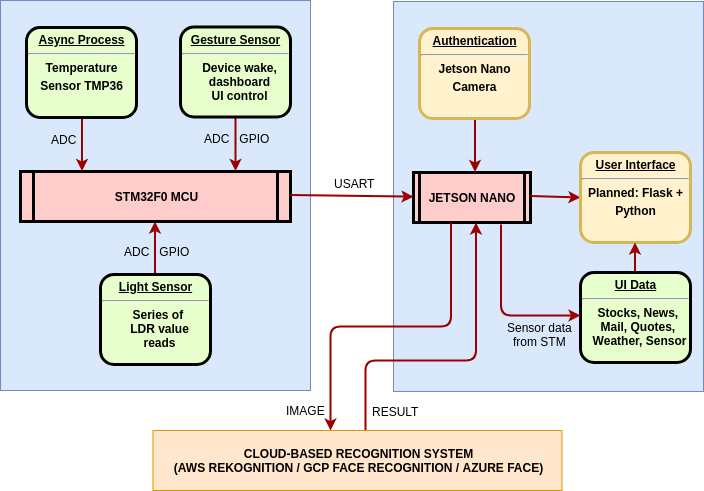 Async Process
Temperature
Sensor TMP36
Gesture Sensor
Device wake,
dashboard
UI control
ADC
ADC GPIO
STM32F0 MCU
ADC GPIO
Light Sensor
Series of
LDR value
reads
USART
Authentication
Jetson Nano
Camera
JETSON NANO
User Interface
Planned: Flask +
Python
UI Data
Stocks, News,
Mail, Quotes,
Weather, Sensor
Sensor data
from STM
IMAGE
RESULT
CLOUD-BASED RECOGNITION SYSTEM
(AWS REKOGNITION / GCP FACE RECOGNITION / AZURE FACE)